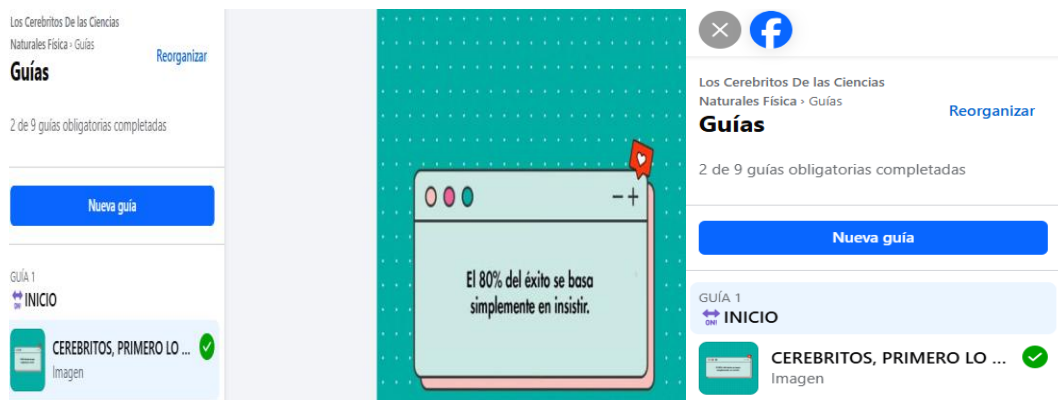 Los Cerebritos De las Ciencias
Naturales Física › Guías
Reorganizar
Guías
2 de 9 guías obligatorias completadas
Nueva guía
GUÍA 1
ON! INICIO
CEREBRITOS, PRIMERO LO ...
Imagen
El 80% del éxito se basa
simplemente en insistir.
Los Cerebritos De las Ciencias
Naturales Física › Guías
Reorganizar
Guías
2 de 9 guías obligatorias completadas
Nueva guía
GUÍA 1
ON! INICIO
CEREBRITOS, PRIMERO LO ...
Imagen